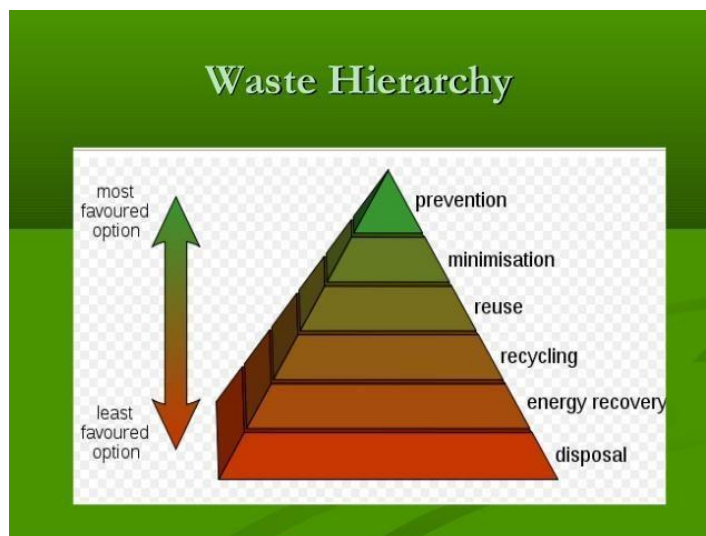 Waste Hierarchy
most
favoured
option
prevention
minimisation
reuse
recycling
energy recovery
disposal
least
favoured
option